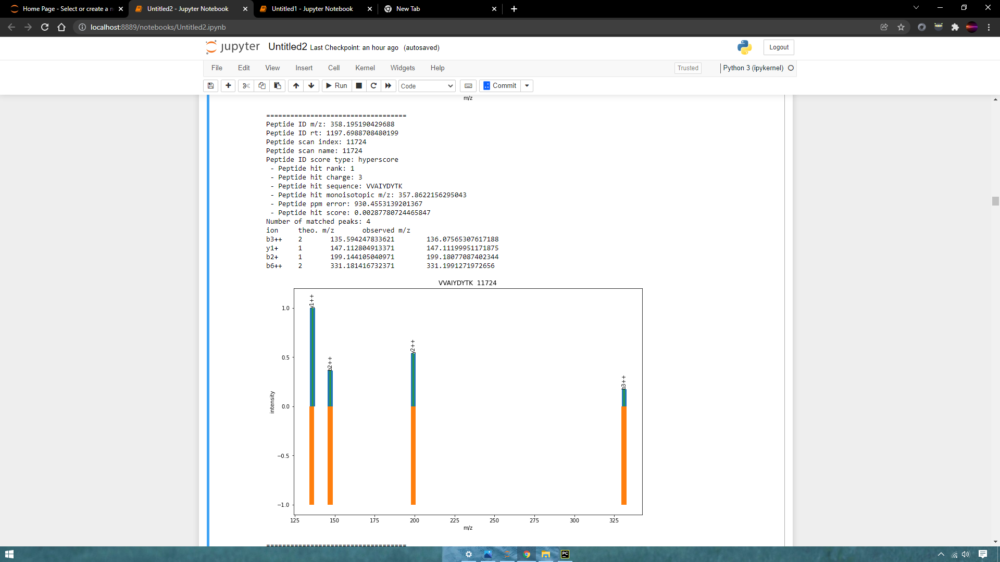 Home Page - Select or create a n
Untitled2 - Jupyter Notebook
Untitled1 - Jupyter Notebook
New Tab
localhost:8889/notebooks/Untitled2.ipynb
jupyter Untitled2 Last Checkpoint: an hour ago (autosaved)
Logout
File Edit View Insert Cell Kernel Widgets Help
Trusted
Python 3 (ipykernel)
Run
Code
Commit
m/z
===================================
Peptide ID m/z: 358.195190429688
Peptide ID rt: 1197.6988708480199
Peptide scan index: 11724
Peptide scan name: 11724
Peptide ID score type: hyperscore
- Peptide hit rank: 1
- Peptide hit charge: 3
- Peptide hit sequence: VVAIYDYTK
- Peptide hit monoisotopic m/z: 357.8622156295043
- Peptide ppm error: 930.4553139201367
- Peptide hit score: 0.00287780724465847
Number of matched peaks: 4
ion theo. m/z observed m/z
b3++ 2 135.594247833621 136.07565307617188
y1+ 1 147.112804913371 147.11199951171875
b2+ 1 199.144105040971 199.18077087402344
b6++ 2 331.181416732371 331.1991271972656
VVAIYDYTK 11724
y1++
b2++
y2++
b3++
1.0
0.5
0.0
−0.5
−1.0
intensity
125 150 175 200 225 250 275 300 325
m/z
===================================
PC